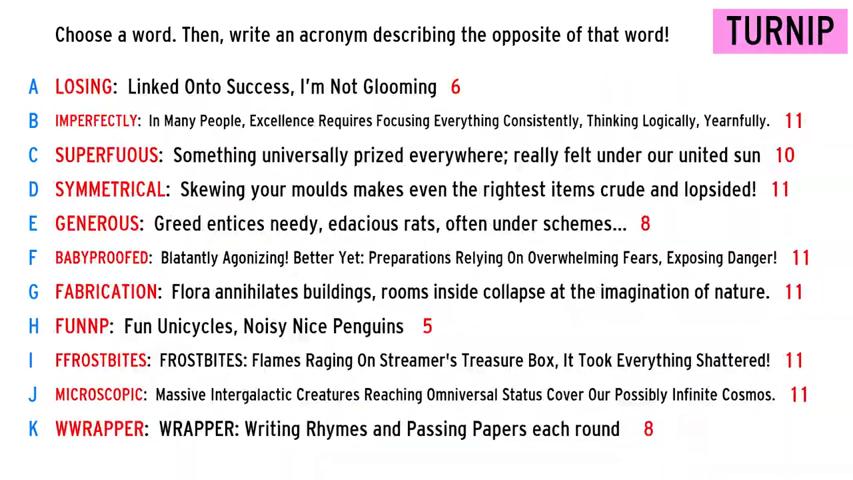 Choose a word. Then, write an acronym describing the opposite of that word!
TURNIP
A LOSING: Linked Onto Success, I'm Not Glooming 6
B IMPERFECTLY: In Many People, Excellence Requires Focusing Everything Consistently, Thinking Logically, Yearnfully. 11
C SUPERFUOUS: Something universally prized everywhere; really felt under our united sun 10
D SYMMETRICAL: Skewing your moulds makes even the rightest items crude and lopsided! 11
E GENEROUS: Greed entices needy, edacious rats, often under schemes... 8
F BABYPROOFED: Blatantly Agonizing! Better Yet: Preparations Relying On Overwhelming Fears, Exposing Danger! 11
G FABRICATION: Flora annihilates buildings, rooms inside collapse at the imagination of nature. 11
H FUNNP: Fun Unicycles, Noisy Nice Penguins 5
I FFROSTBITES: FROSTBITES: Flames Raging On Streamer's Treasure Box, It Took Everything Shattered! 11
J MICROSCOPIC: Massive Intergalactic Creatures Reaching Omniversal Status Cover Our Possibly Infinite Cosmos. 11
K WWRAPPER: WRAPPER: Writing Rhymes and Passing Papers each round 8